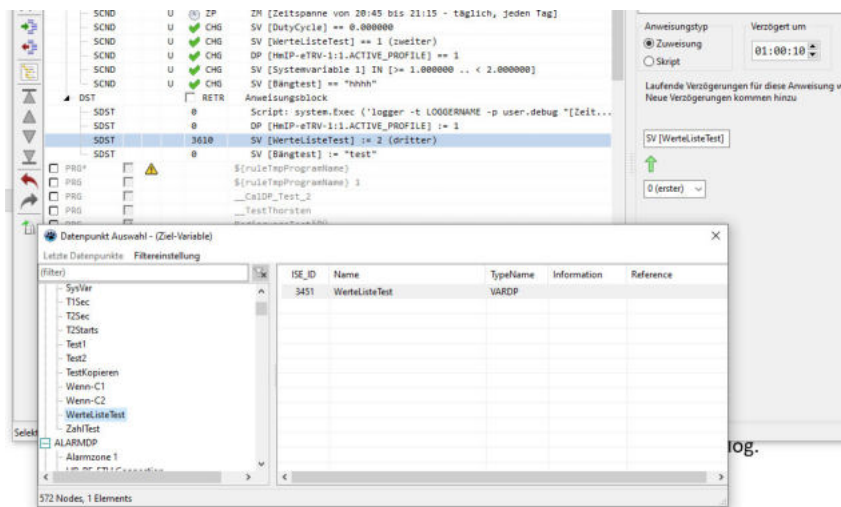 SCND U ZP ZM [Zeitspanne von 20:45 bis 21:15 - täglich, jeden Tag]
SCND U CHG SV [DutyCycle] == 0.000000
SCND U CHG SV [WerteListeTest] == 1 (zweiter)
SCND U CHG DP [HmIP-eTRV-1:1.ACTIVE_PROFILE] == 1
SCND U CHG SV [Systemvariable 1] IN [>= 1.000000 .. < 2.000000]
SCND U CHG SV [Bängtest] == "hhhh"
DST RETR Anweisungsblock
SDST 0 Script: system.Exec ('logger -t LOGGERNAME -p user.debug "[Zeit...
SDST 0 DP [HmIP-eTRV-1:1.ACTIVE_PROFILE] := 1
SDST 3610 SV [WerteListeTest] := 2 (dritter)
SDST 0 SV [Bängtest] := "test"
PRG* ${ruleTmpProgramName}
PRG ${ruleTmpProgramName} 1
PRG __CalDP_Test_2
PRG __TestThorsten
Anweisungstyp Verzögert um
Zuweisung 01:00:10
Skript
Laufende Verzögerungen für diese Anweisung
Neue Verzögerungen kommen hinzu
SV [WerteListeTest]
0 (erster)
Datenpunkt Auswahl - (Ziel-Variable)
Letzte Datenpunkte Filtereinstellung
(filter)
ISE_ID Name TypeName Information Reference
3451 WerteListeTest VARDP
SysVar
T1Sec
T2Sec
T2Starts
Test1
Test2
TestKopieren
Wenn-C1
Wenn-C2
WerteListeTest
ZahlTest
ALARMDP
Alarmzone 1
Selekt
log.
572 Nodes, 1 Elements